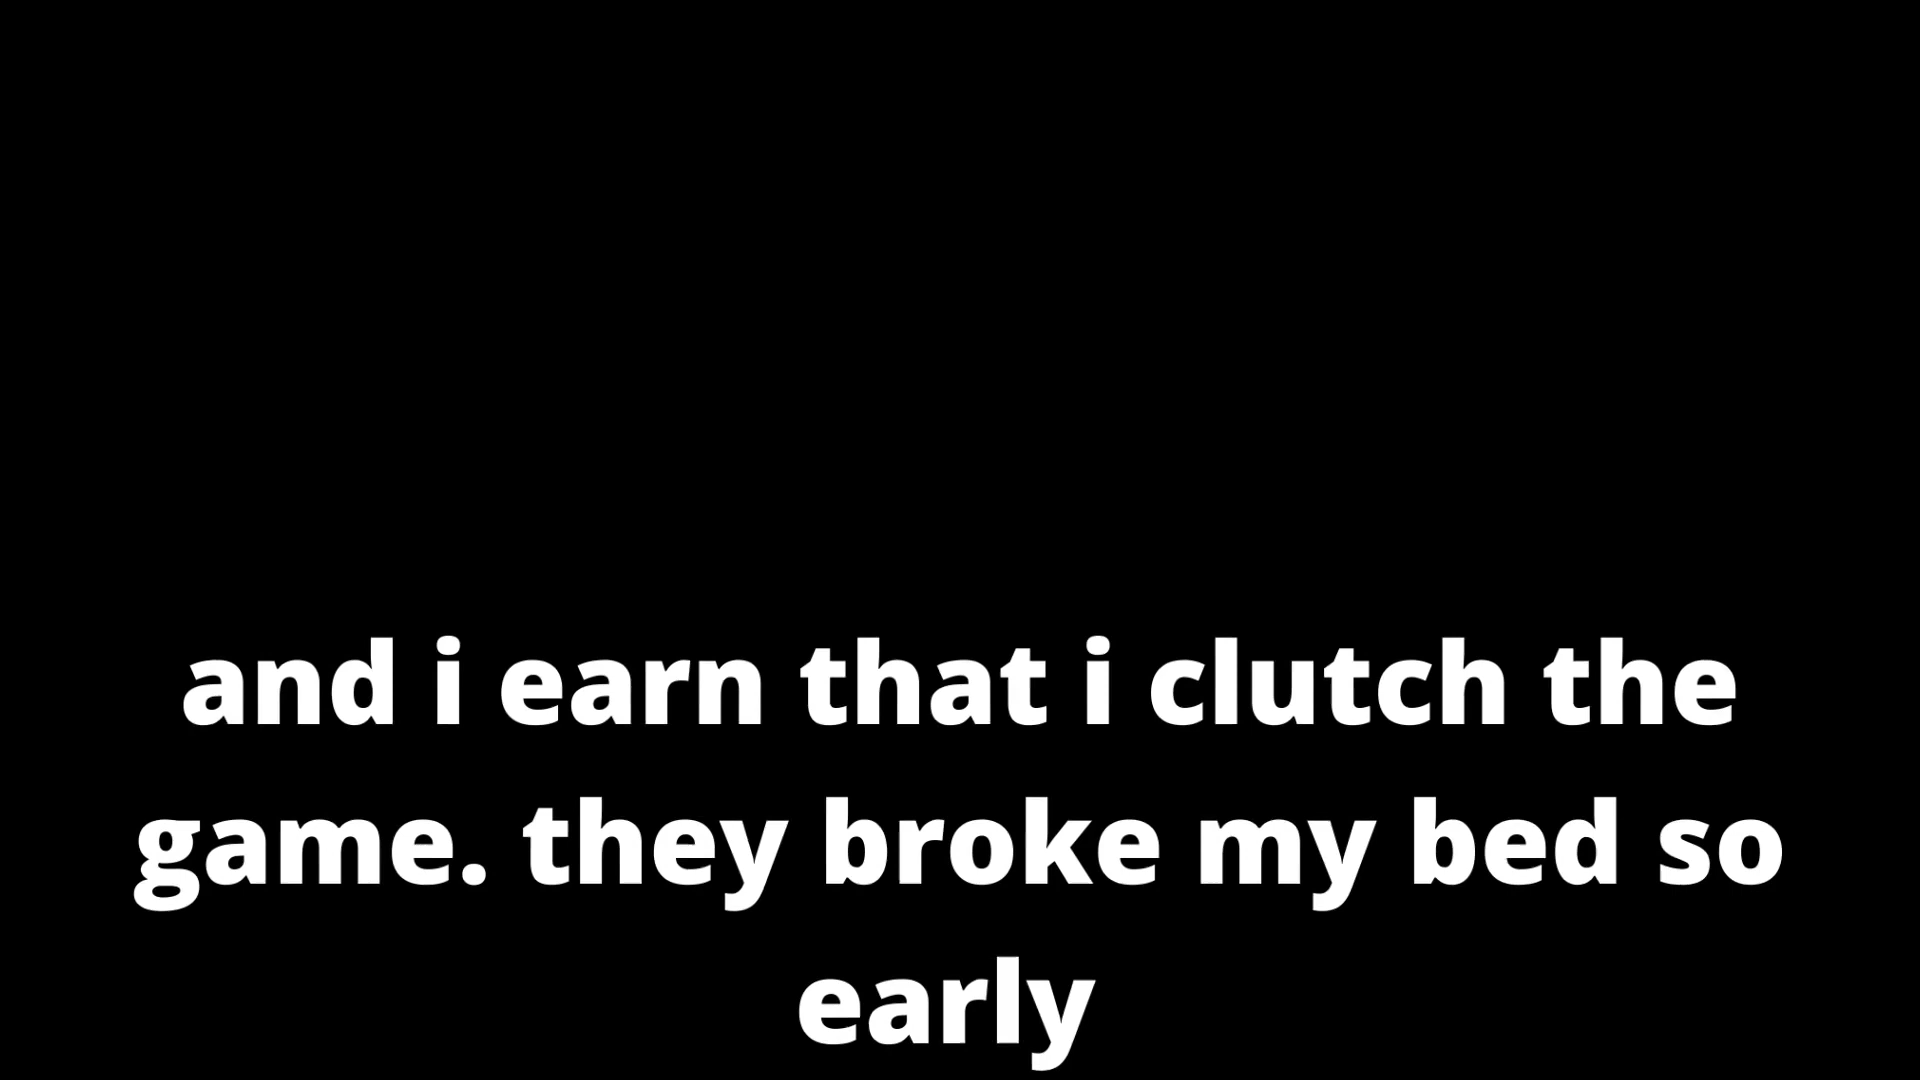 and i earn that i clutch the
game. they broke my bed so
early